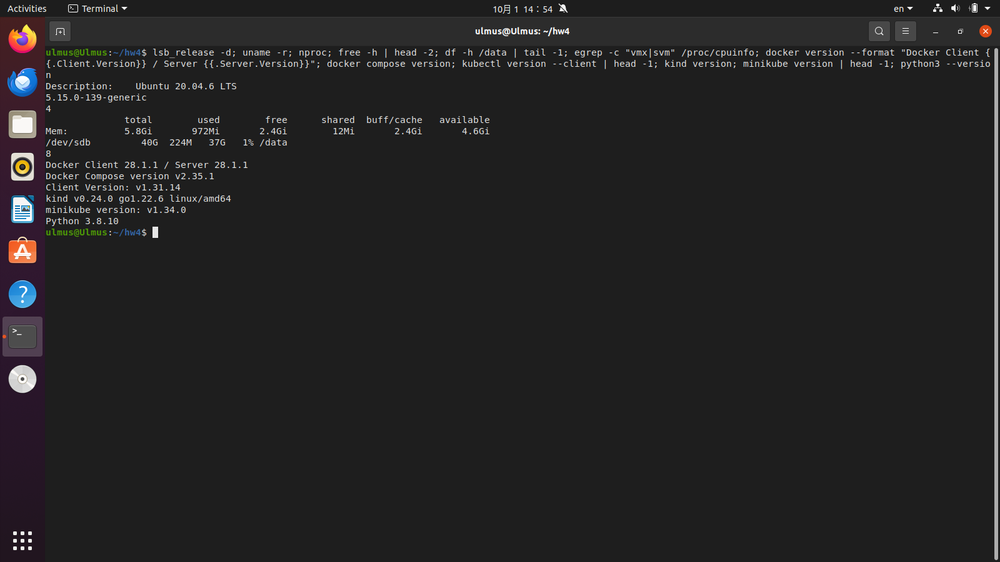 Activities
Terminal
10月 1 14：54
en
ulmus@Ulmus: ~/hw4
ulmus@Ulmus:~/hw4$ lsb_release -d; uname -r; nproc; free -h | head -2; df -h /data | tail -1; egrep -c "vmx|svm" /proc/cpuinfo; docker version --format "Docker Client {
{.Client.Version}} / Server {{.Server.Version}}"; docker compose version; kubectl version --client | head -1; kind version; minikube version | head -1; python3 --versio
n
Description:    Ubuntu 20.04.6 LTS
5.15.0-139-generic
4
              total        used        free      shared  buff/cache   available
Mem:          5.8Gi       972Mi       2.4Gi        12Mi       2.4Gi       4.6Gi
/dev/sdb         40G  224M   37G   1% /data
8
Docker Client 28.1.1 / Server 28.1.1
Docker Compose version v2.35.1
Client Version: v1.31.14
kind v0.24.0 go1.22.6 linux/amd64
minikube version: v1.34.0
Python 3.8.10
ulmus@Ulmus:~/hw4$